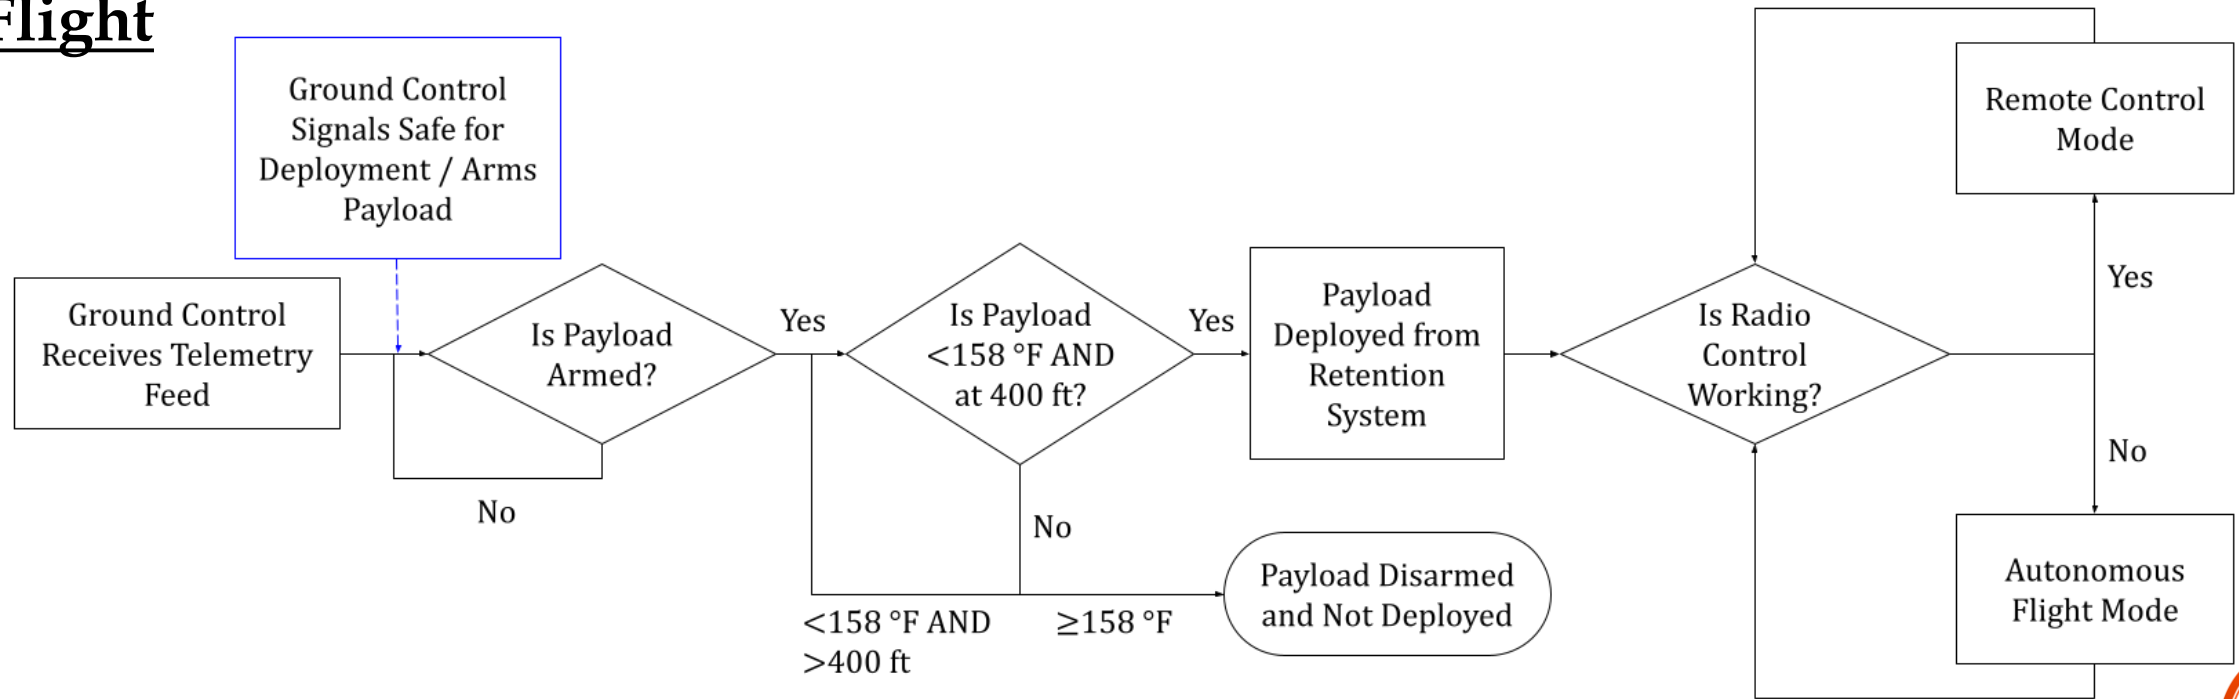 Flight
Ground Control
Signals Safe for
Deployment / Arms
Payload
Ground Control
Receives Telemetry
Feed
Is Payload
Armed?
No
Yes
Is Payload
<158 °F AND
at 400 ft?
Yes
No
<158 °F AND
>400 ft
≥158 °F
Payload
Deployed from
Retention
System
Payload Disarmed
and Not Deployed
Is Radio
Control
Working?
Yes
No
Remote Control
Mode
Autonomous
Flight Mode